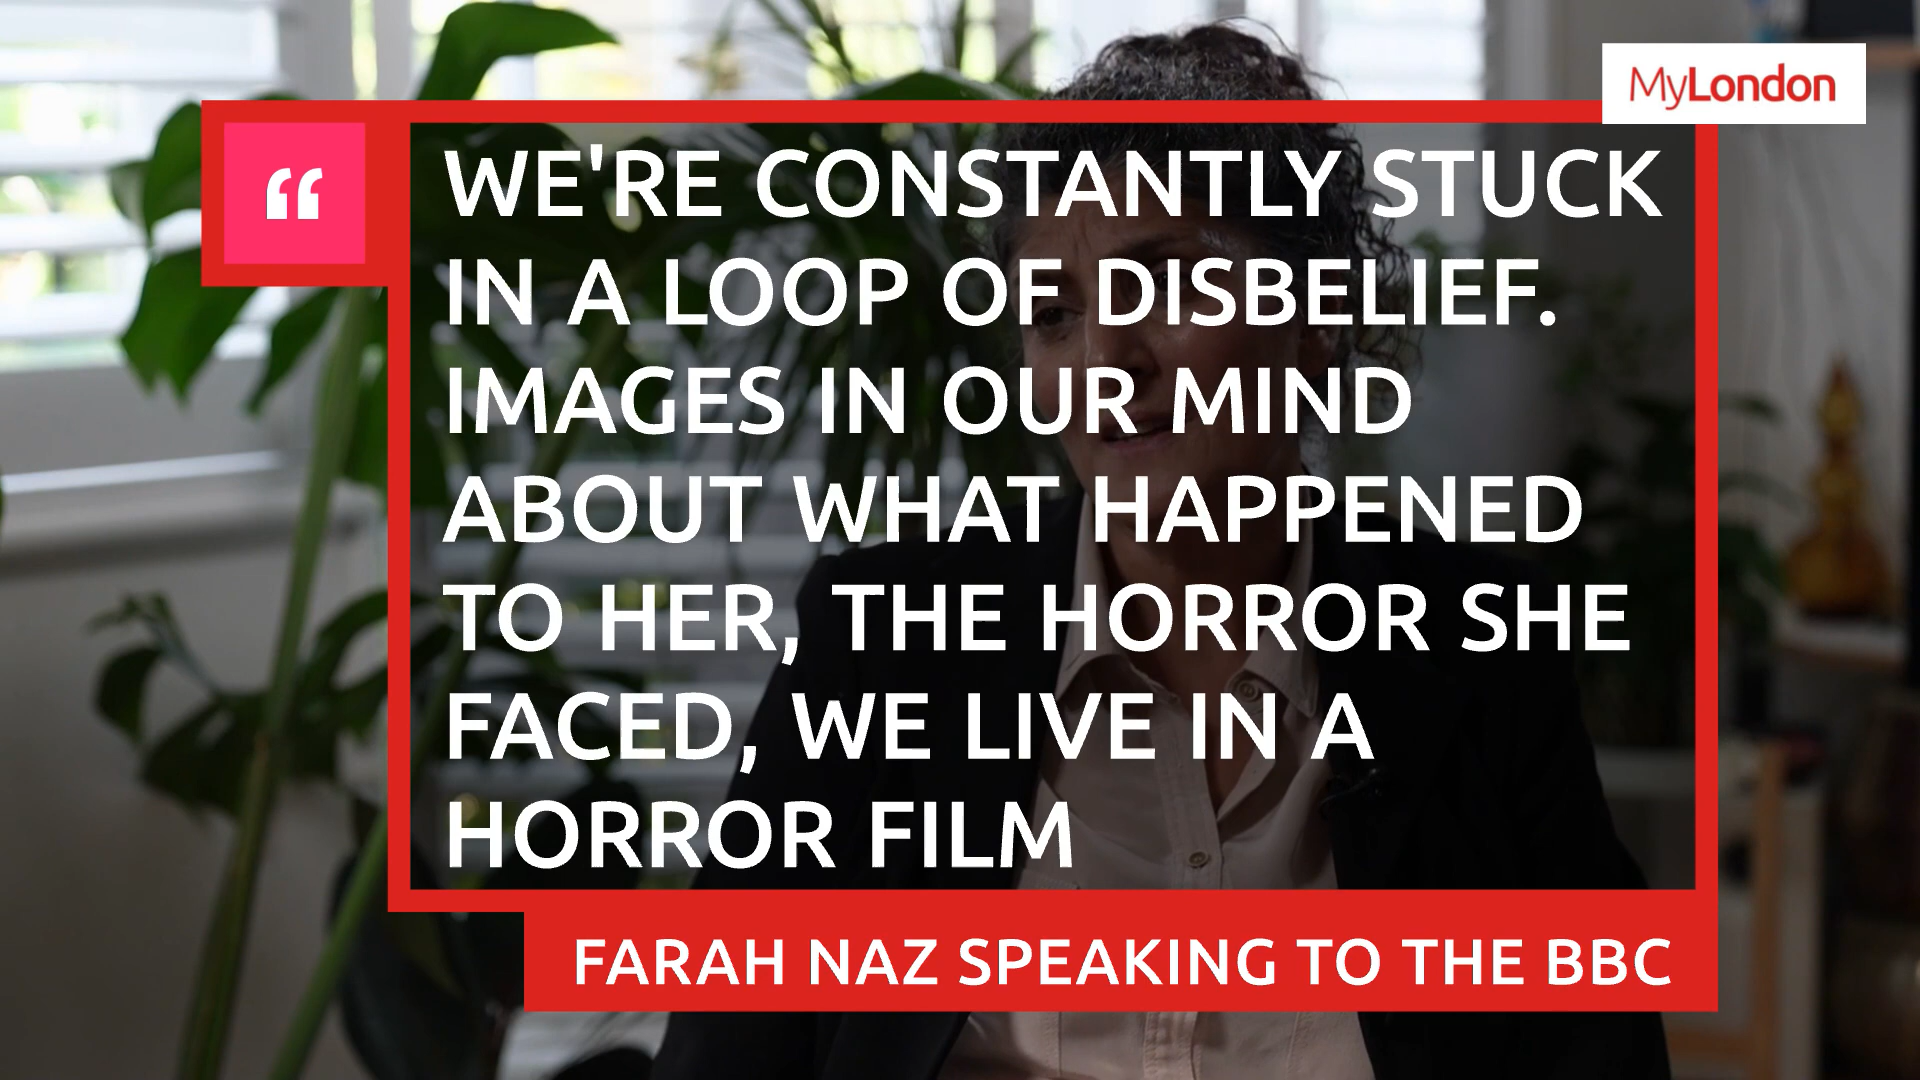 MyLondon
“
WE'RE CONSTANTLY STUCK
IN A LOOP OF DISBELIEF.
IMAGES IN OUR MIND
ABOUT WHAT HAPPENED
TO HER, THE HORROR SHE
FACED, WE LIVE IN A
HORROR FILM
FARAH NAZ SPEAKING TO THE BBC